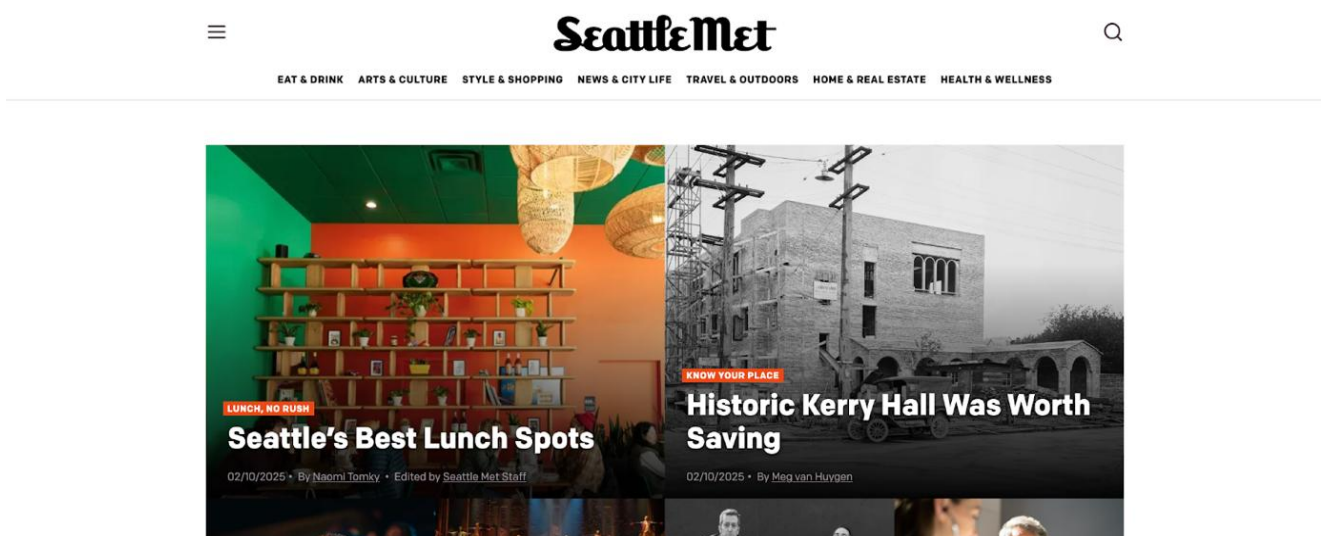 SeattleMet
EAT & DRINK ARTS & CULTURE STYLE & SHOPPING NEWS & CITY LIFE TRAVEL & OUTDOORS HOME & REAL ESTATE HEALTH & WELLNESS
LUNCH, NO RUSH
Seattle's Best Lunch Spots
02/10/2025 • By Naomi Tomky • Edited by Seattle Met Staff
KNOW YOUR PLACE
Historic Kerry Hall Was Worth
Saving
02/10/2025 • By Meg van Huygen